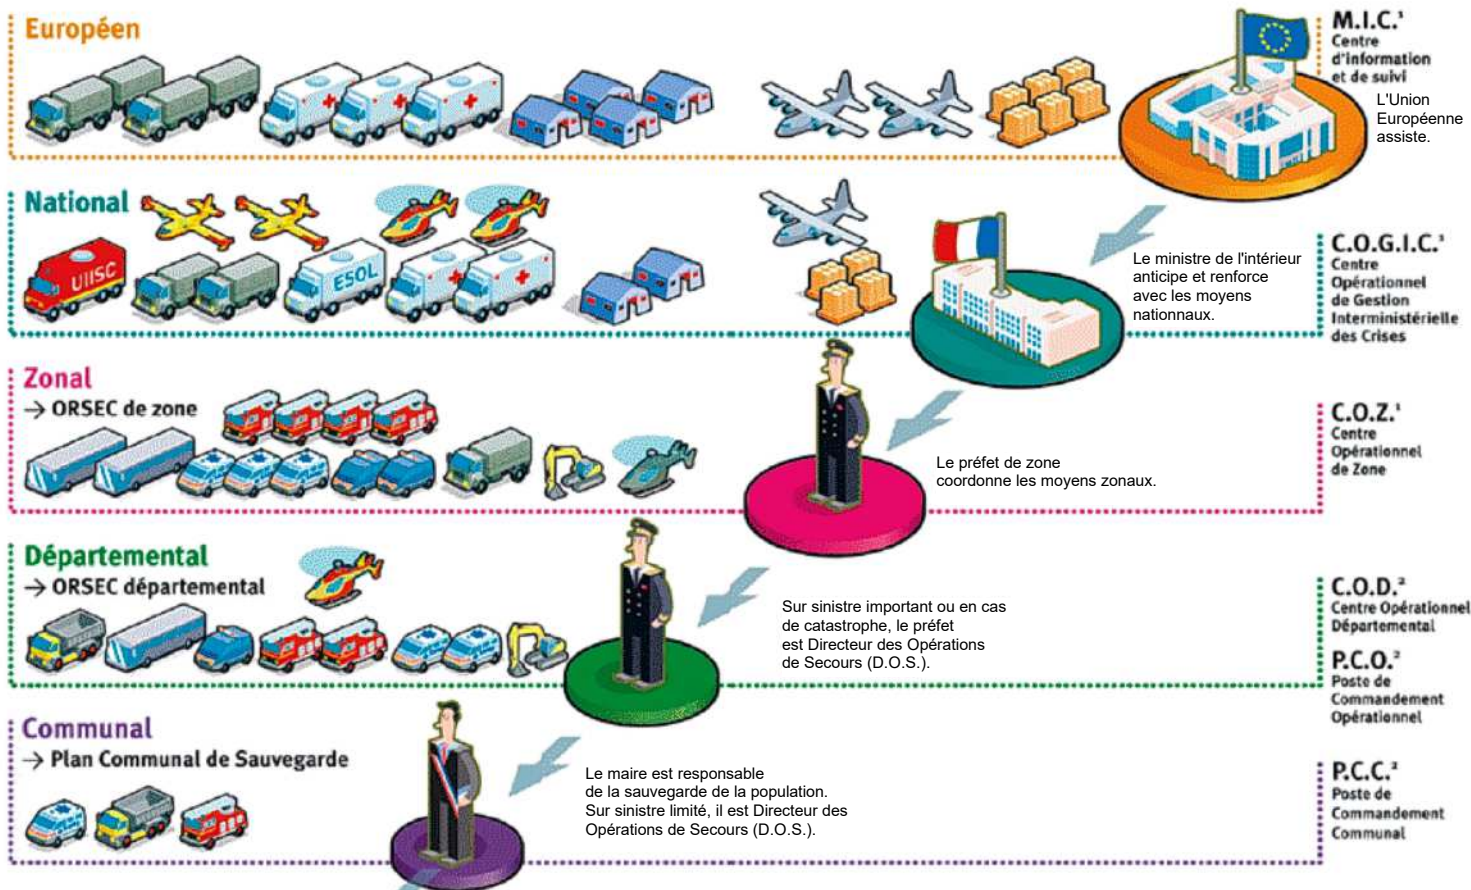 Européen
M.I.C.¹
Centre
d'information
et de suivi
L'Union
Européenne
assiste.
National
UIISC
ESOL
Le ministre de l'intérieur
anticipe et renforce
avec les moyens
nationnaux.
C.O.G.I.C.¹
Centre
Opérationnel
de Gestion
Interministérielle
des Crises
Zonal
→ ORSEC de zone
Le préfet de zone
coordonne les moyens zonaux.
C.O.Z.¹
Centre
Opérationnel
de Zone
Départemental
→ ORSEC départemental
Sur sinistre important ou en cas
de catastrophe, le préfet
est Directeur des Opérations
de Secours (D.O.S.).
C.O.D.²
Centre Opérationnel
Départemental
P.C.O.²
Poste de
Commandement
Opérationnel
Communal
→ Plan Communal de Sauvegarde
Le maire est responsable
de la sauvegarde de la population.
Sur sinistre limité, il est Directeur des
Opérations de Secours (D.O.S.).
P.C.C.²
Poste de
Commandement
Communal